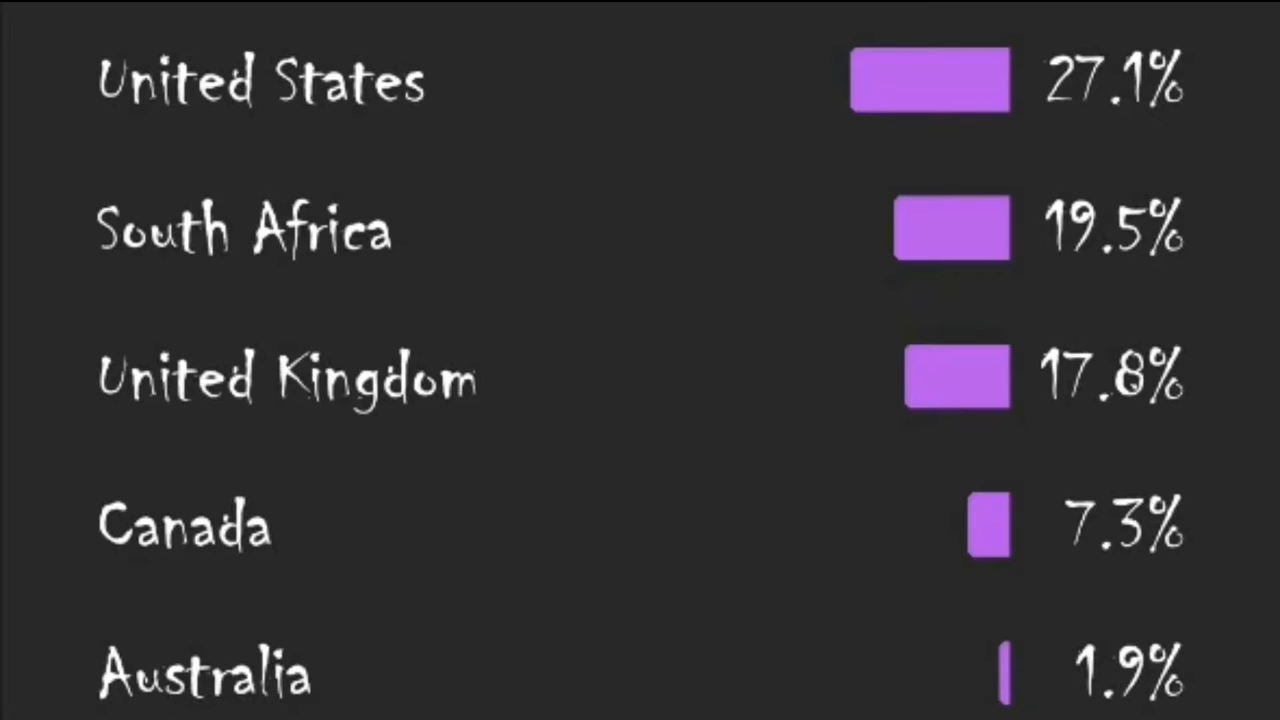 United States 27.1%
South Africa 19.5%
United Kingdom 17.8%
Canada 7.3%
Australia 1.9%